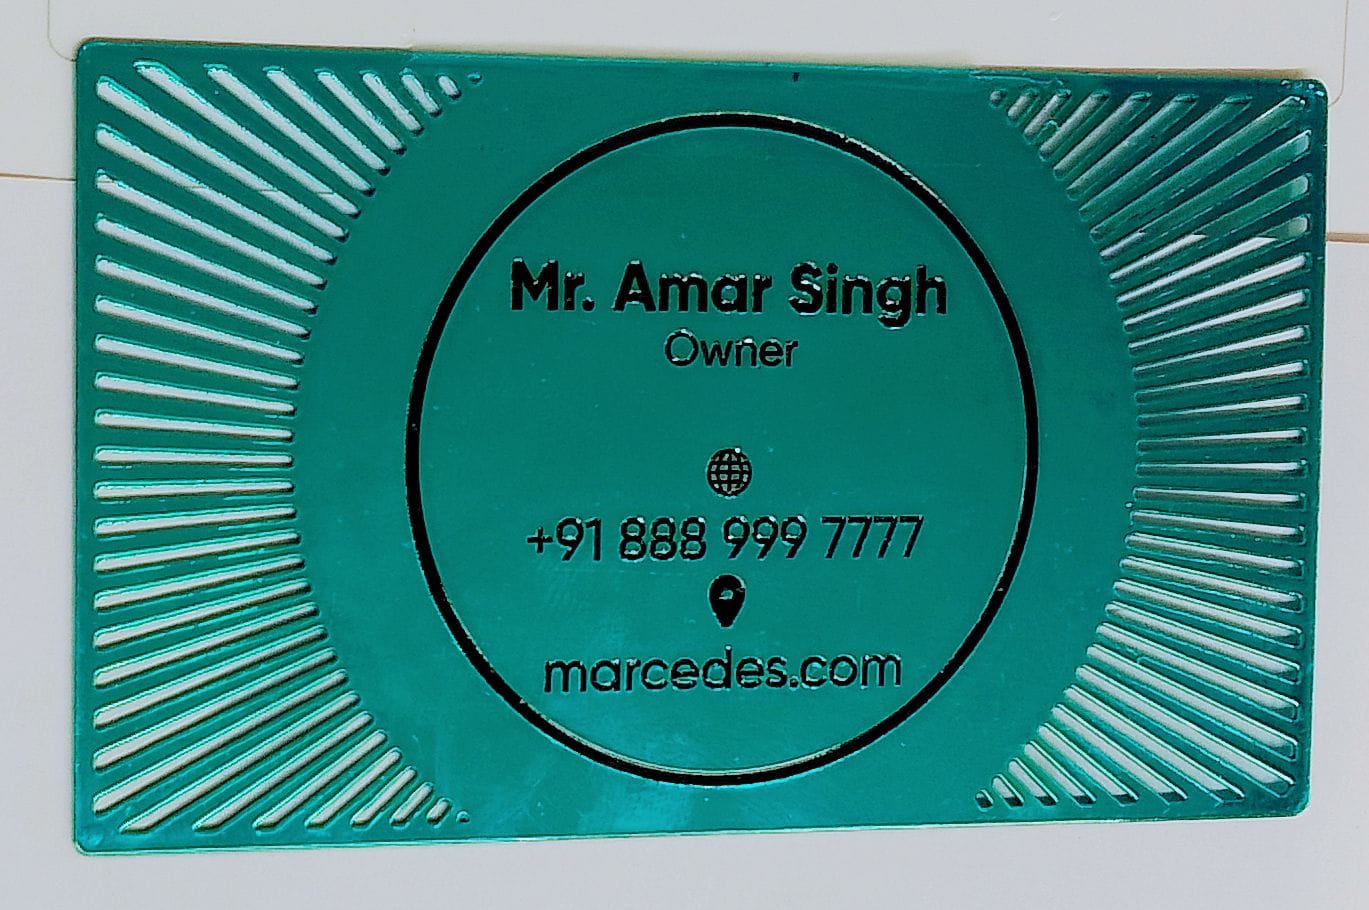 Mr. Amar Singh
Owner
+91 888 999 7777
marcedes.com